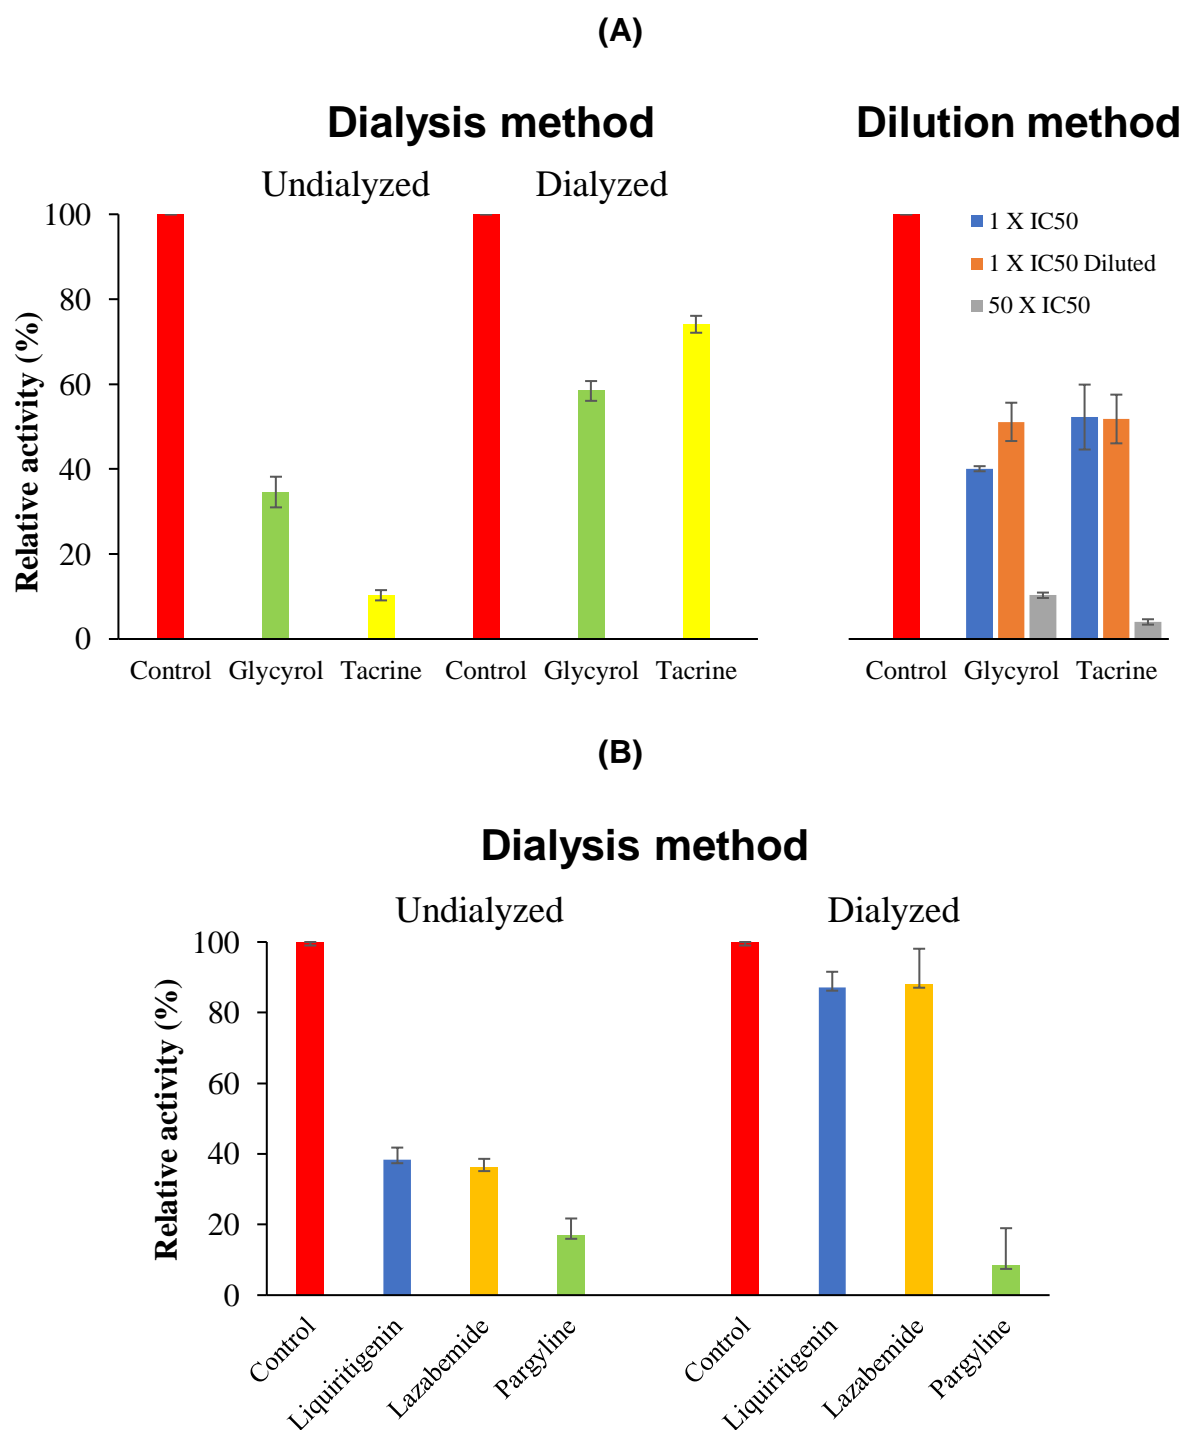 (A)
Dialysis method
Dilution method
Undialyzed
Dialyzed
Relative activity (%)
100
80
60
40
20
0
1 X IC50
1 X IC50 Diluted
50 X IC50
Control Glycyrol Tacrine Control Glycyrol Tacrine
Control Glycyrol Tacrine
(B)
Dialysis method
Undialyzed
Dialyzed
Relative activity (%)
100
80
60
40
20
0
Control
Liquiritigenin
Lazabemide
Pargyline
Control
Liquiritigenin
Lazabemide
Pargyline